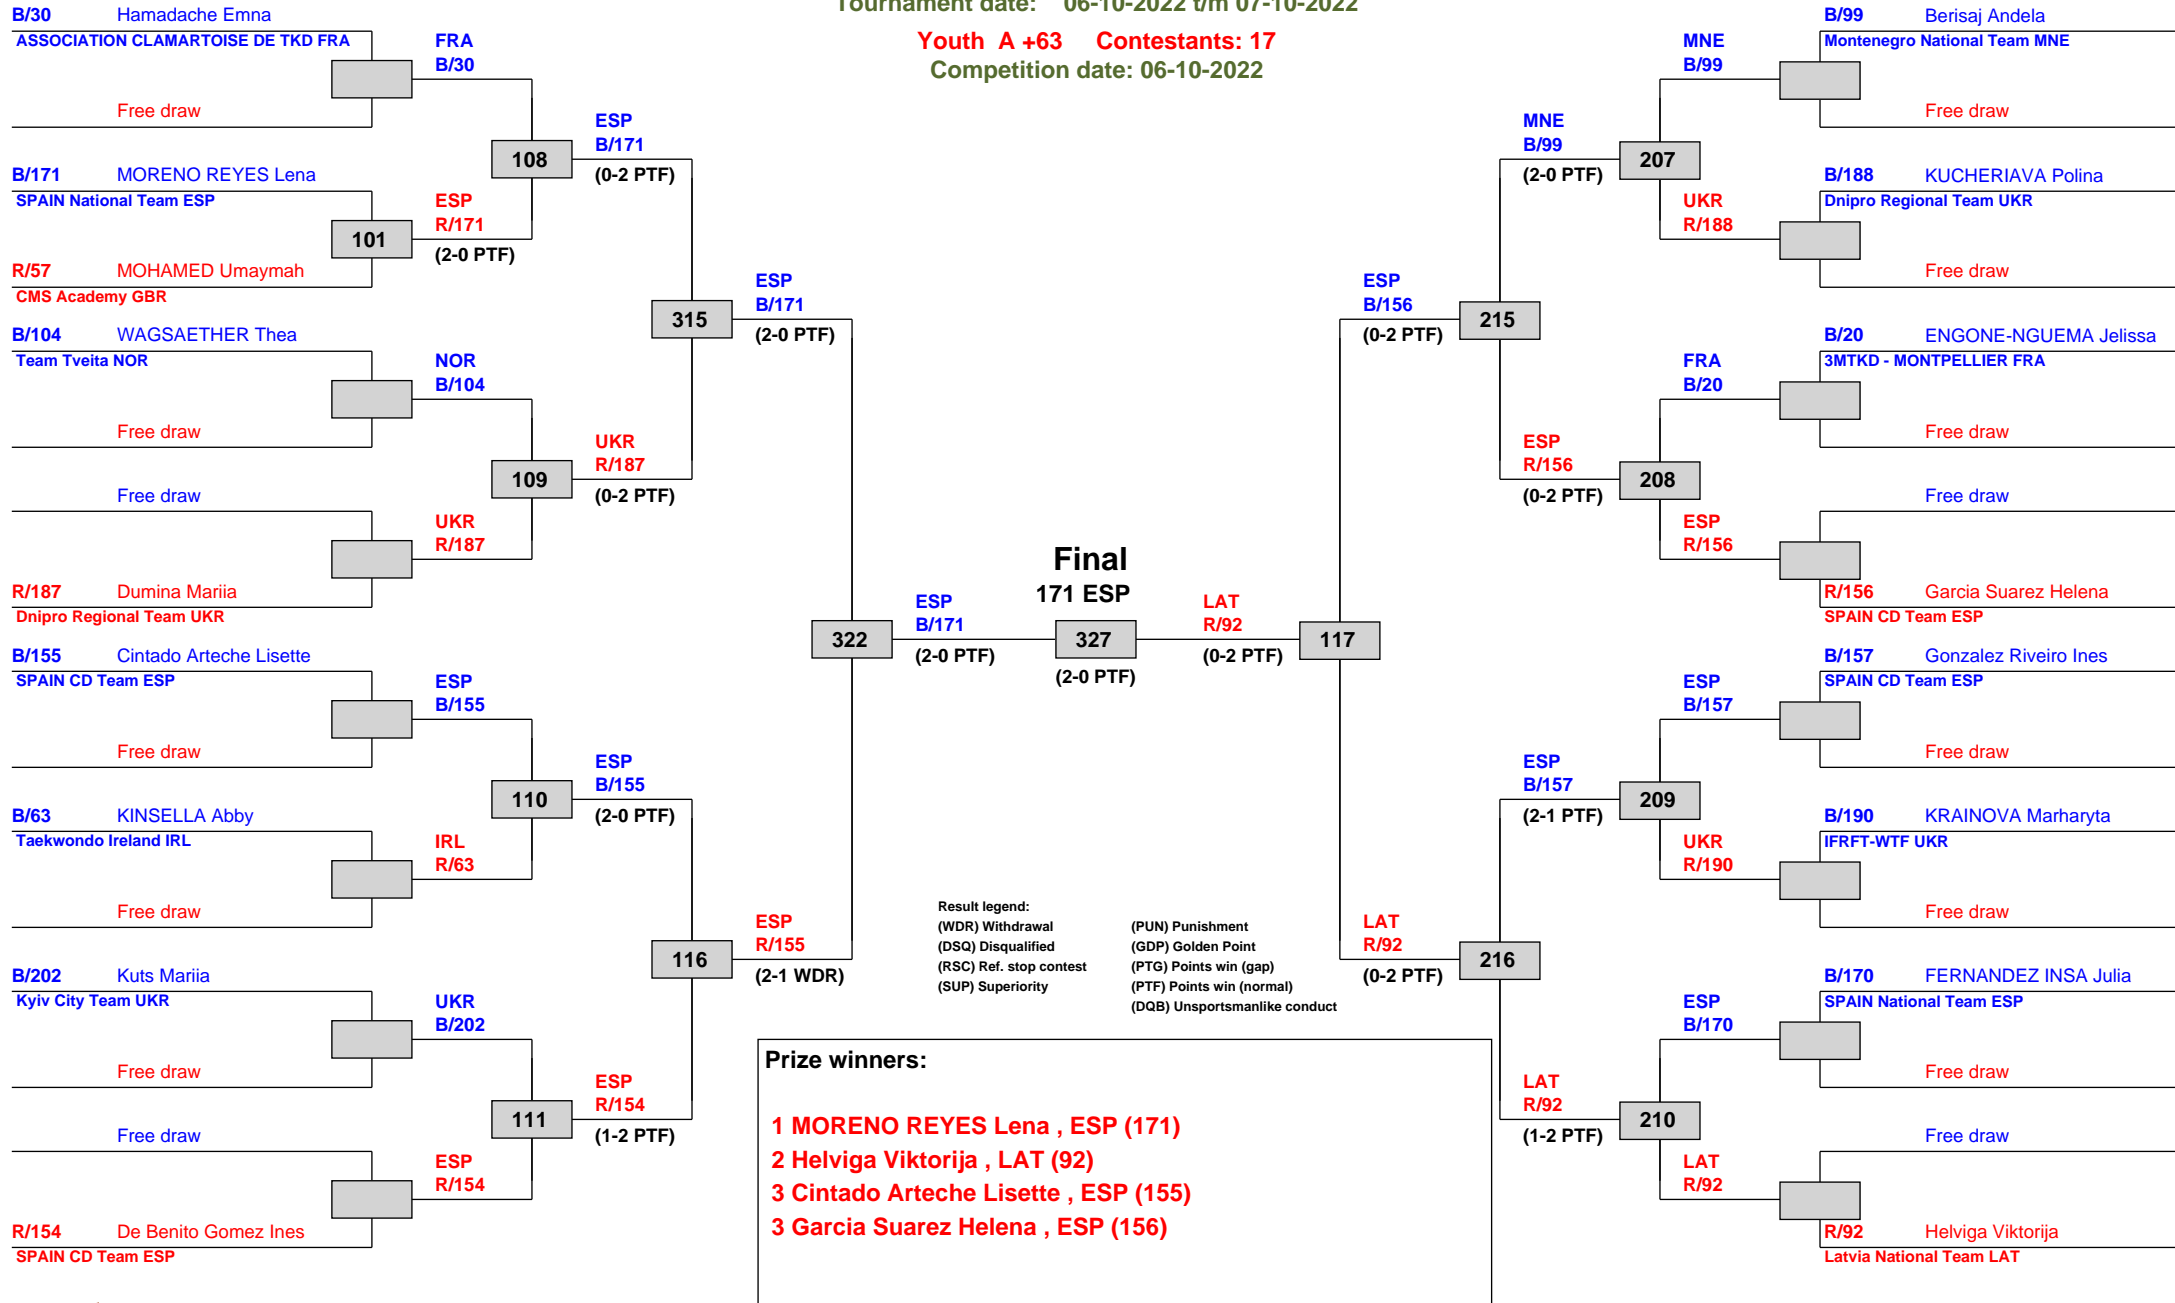 Tournament date: 06-10-2022 t/m 07-10-2022
Youth A +63 Contestants: 17
Competition date: 06-10-2022
B/30 Hamadache Emna
ASSOCIATION CLAMARTOISE DE TKD FRA
Free draw
B/171 MORENO REYES Lena
SPAIN National Team ESP
R/57 MOHAMED Umaymah
CMS Academy GBR
B/104 WAGSAETHER Thea
Team Tveita NOR
Free draw
Free draw
R/187 Dumina Mariia
Dnipro Regional Team UKR
B/155 Cintado Arteche Lisette
SPAIN CD Team ESP
Free draw
B/63 KINSELLA Abby
Taekwondo Ireland IRL
Free draw
B/202 Kuts Mariia
Kyiv City Team UKR
Free draw
Free draw
R/154 De Benito Gomez Ines
SPAIN CD Team ESP
101
FRA
B/30
ESP
R/171
(2-0 PTF)
NOR
B/104
UKR
R/187
ESP
B/155
IRL
R/63
UKR
B/202
ESP
R/154
108
109
110
111
ESP
B/171
(0-2 PTF)
UKR
R/187
(0-2 PTF)
ESP
B/155
(2-0 PTF)
ESP
R/154
(1-2 PTF)
315
116
ESP
B/171
(2-0 PTF)
ESP
R/155
(2-1 WDR)
322
ESP
B/171
(2-0 PTF)
Final
171 ESP
327
(2-0 PTF)
LAT
R/92
(0-2 PTF)
117
ESP
B/156
(0-2 PTF)
LAT
R/92
(0-2 PTF)
215
216
MNE
B/99
(2-0 PTF)
ESP
R/156
(0-2 PTF)
ESP
B/157
(2-1 PTF)
LAT
R/92
(1-2 PTF)
207
208
209
210
MNE
B/99
UKR
R/188
FRA
B/20
ESP
R/156
ESP
B/157
UKR
R/190
ESP
B/170
LAT
R/92
B/99 Berisaj Andela
Montenegro National Team MNE
Free draw
B/188 KUCHERIAVA Polina
Dnipro Regional Team UKR
Free draw
B/20 ENGONE-NGUEMA Jelissa
3MTKD - MONTPELLIER FRA
Free draw
Free draw
R/156 Garcia Suarez Helena
SPAIN CD Team ESP
B/157 Gonzalez Riveiro Ines
SPAIN CD Team ESP
Free draw
B/190 KRAINOVA Marharyta
IFRFT-WTF UKR
Free draw
B/170 FERNANDEZ INSA Julia
SPAIN National Team ESP
Free draw
Free draw
R/92 Helviga Viktorija
Latvia National Team LAT
Result legend:
(WDR) Withdrawal (PUN) Punishment
(DSQ) Disqualified (GDP) Golden Point
(RSC) Ref. stop contest (PTG) Points win (gap)
(SUP) Superiority (PTF) Points win (normal)
(DQB) Unsportsmanlike conduct
Prize winners:
1 MORENO REYES Lena , ESP (171)
2 Helviga Viktorija , LAT (92)
3 Cintado Arteche Lisette , ESP (155)
3 Garcia Suarez Helena , ESP (156)